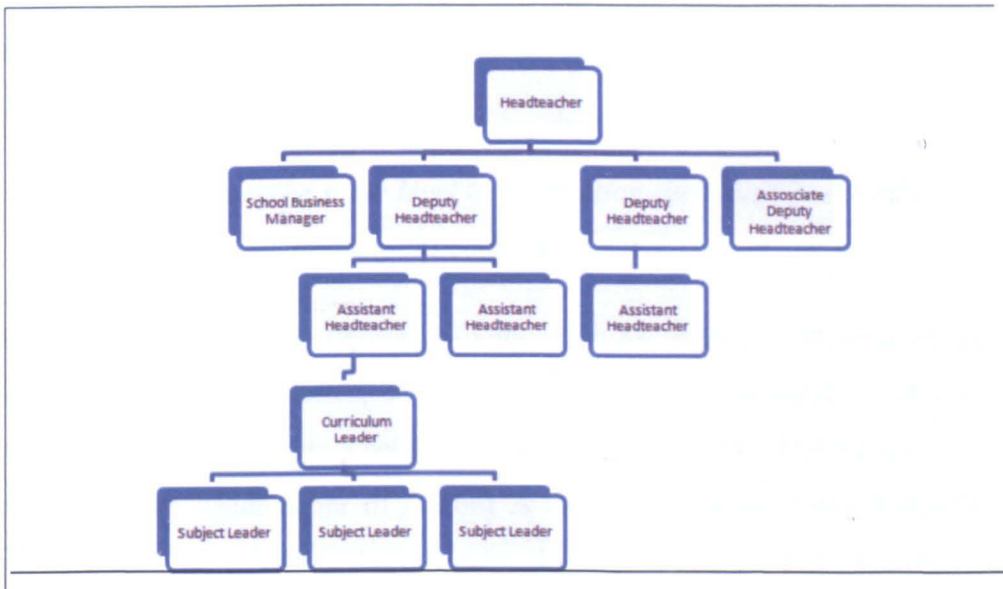 Headteacher
School Business
Manager
Deputy
Headteacher
Deputy
Headteacher
Assosciate
Deputy
Headteacher
Assistant
Headteacher
Assistant
Headteacher
Assistant
Headteacher
Curriculum
Leader
Subject Leader
Subject Leader
Subject Leader